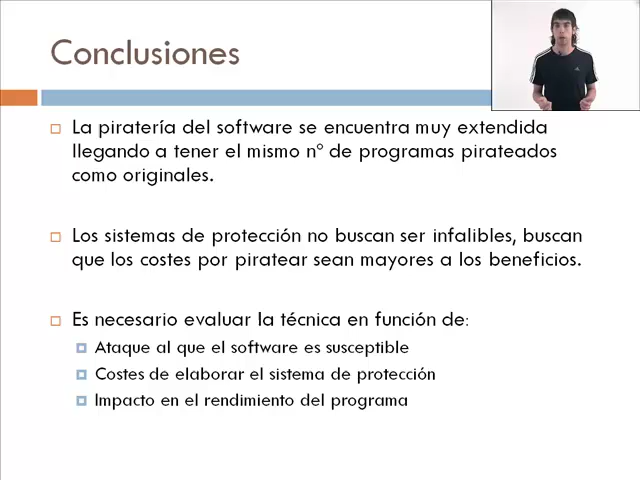 Conclusiones
La piratería del software se encuentra muy extendida
llegando a tener el mismo nº de programas pirateados
como originales.
Los sistemas de protección no buscan ser infalibles, buscan
que los costes por piratear sean mayores a los beneficios.
Es necesario evaluar la técnica en función de:
Ataque al que el software es susceptible
Costes de elaborar el sistema de protección
Impacto en el rendimiento del programa